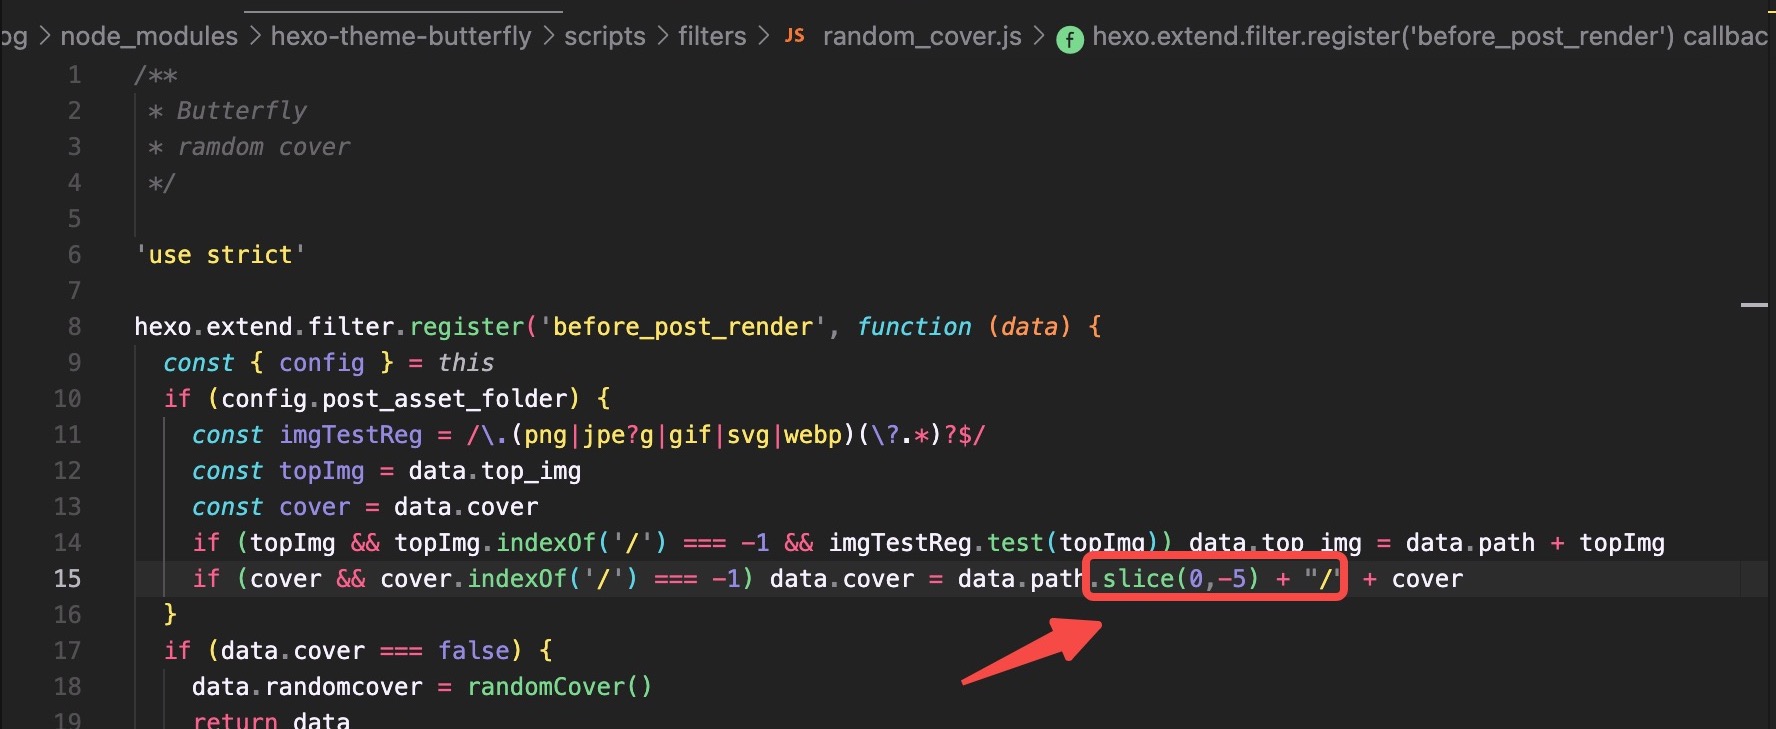 og > node_modules > hexo-theme-butterfly > scripts > filters > JS random_cover.js > f hexo.extend.filter.register('before_post_render') callbac
1 /**
2 * Butterfly
3 * ramdom cover
4 */
5
6 'use strict'
7
8 hexo.extend.filter.register('before_post_render', function (data) {
9 const { config } = this
10 if (config.post_asset_folder) {
11 const imgTestReg = /\.(png|jpe?g|gif|svg|webp)(\?.*)?$/
12 const topImg = data.top_img
13 const cover = data.cover
14 if (topImg && topImg.indexOf('/') === -1 && imgTestReg.test(topImg)) data.top_img = data.path + topImg
15 if (cover && cover.indexOf('/') === -1) data.cover = data.path.slice(0,-5) + "/" + cover
16 }
17 if (data.cover === false) {
18 data.randomcover = randomCover()
19 return data